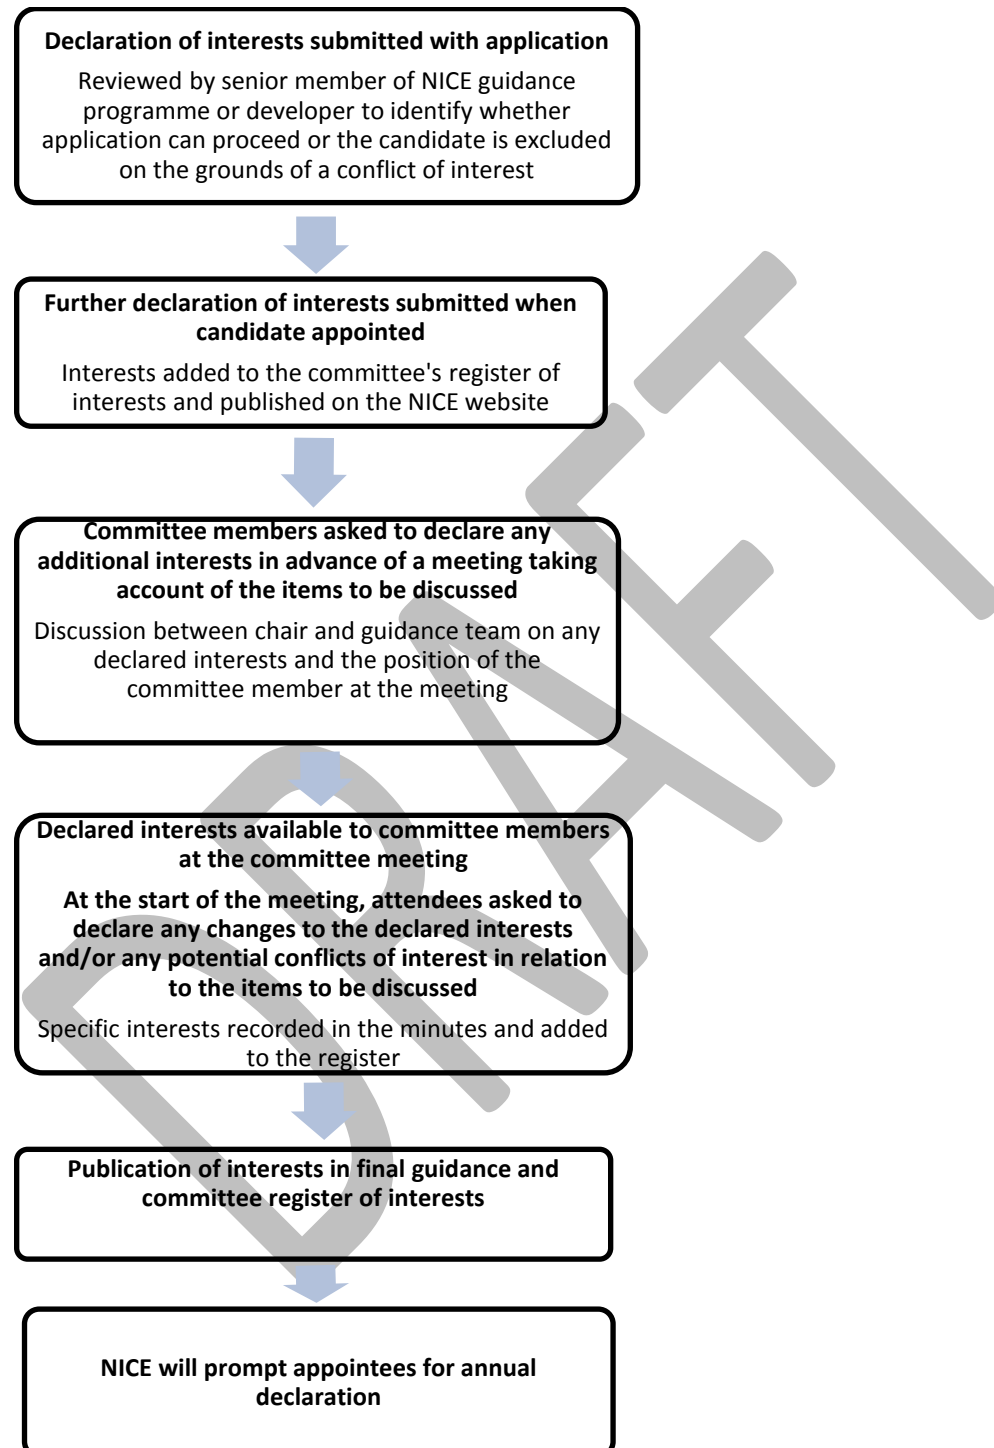 Declaration of interests submitted with application
Reviewed by senior member of NICE guidance
programme or developer to identify whether
application can proceed or the candidate is excluded
on the grounds of a conflict of interest
Further declaration of interests submitted when
candidate appointed
Interests added to the committee's register of
interests and published on the NICE website
Committee members asked to declare any
additional interests in advance of a meeting taking
account of the items to be discussed
Discussion between chair and guidance team on any
declared interests and the position of the
committee member at the meeting
Declared interests available to committee members
at the committee meeting
At the start of the meeting, attendees asked to
declare any changes to the declared interests
and/or any potential conflicts of interest in relation
to the items to be discussed
Specific interests recorded in the minutes and added
to the register
Publication of interests in final guidance and
committee register of interests
NICE will prompt appointees for annual
declaration
DRAFT